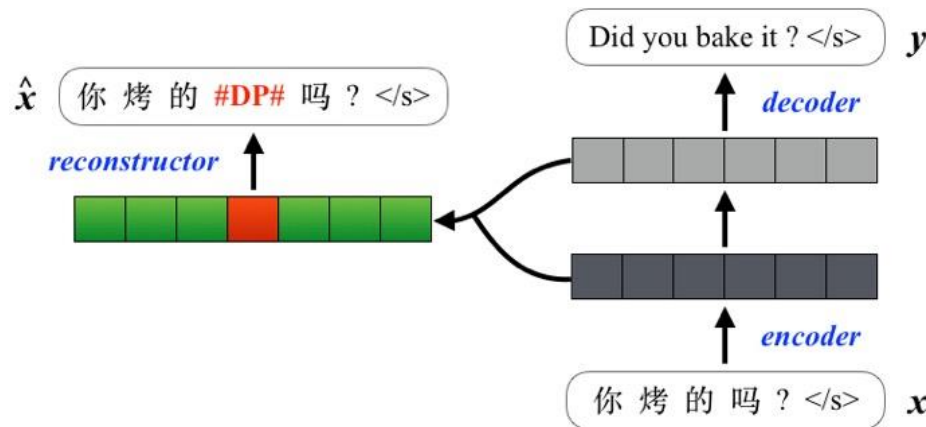 Did you bake it ? </s> y
x̂ 你 烤 的 #DP# 吗 ? </s>
decoder
reconstructor
encoder
你 烤 的 吗 ? </s> x